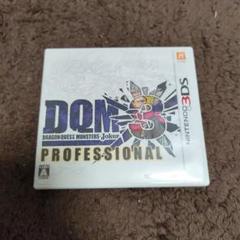 DQM
3
DRAGON QUEST MONSTERS Joker
PROFESSIONAL
NINTENDO 3DS
A